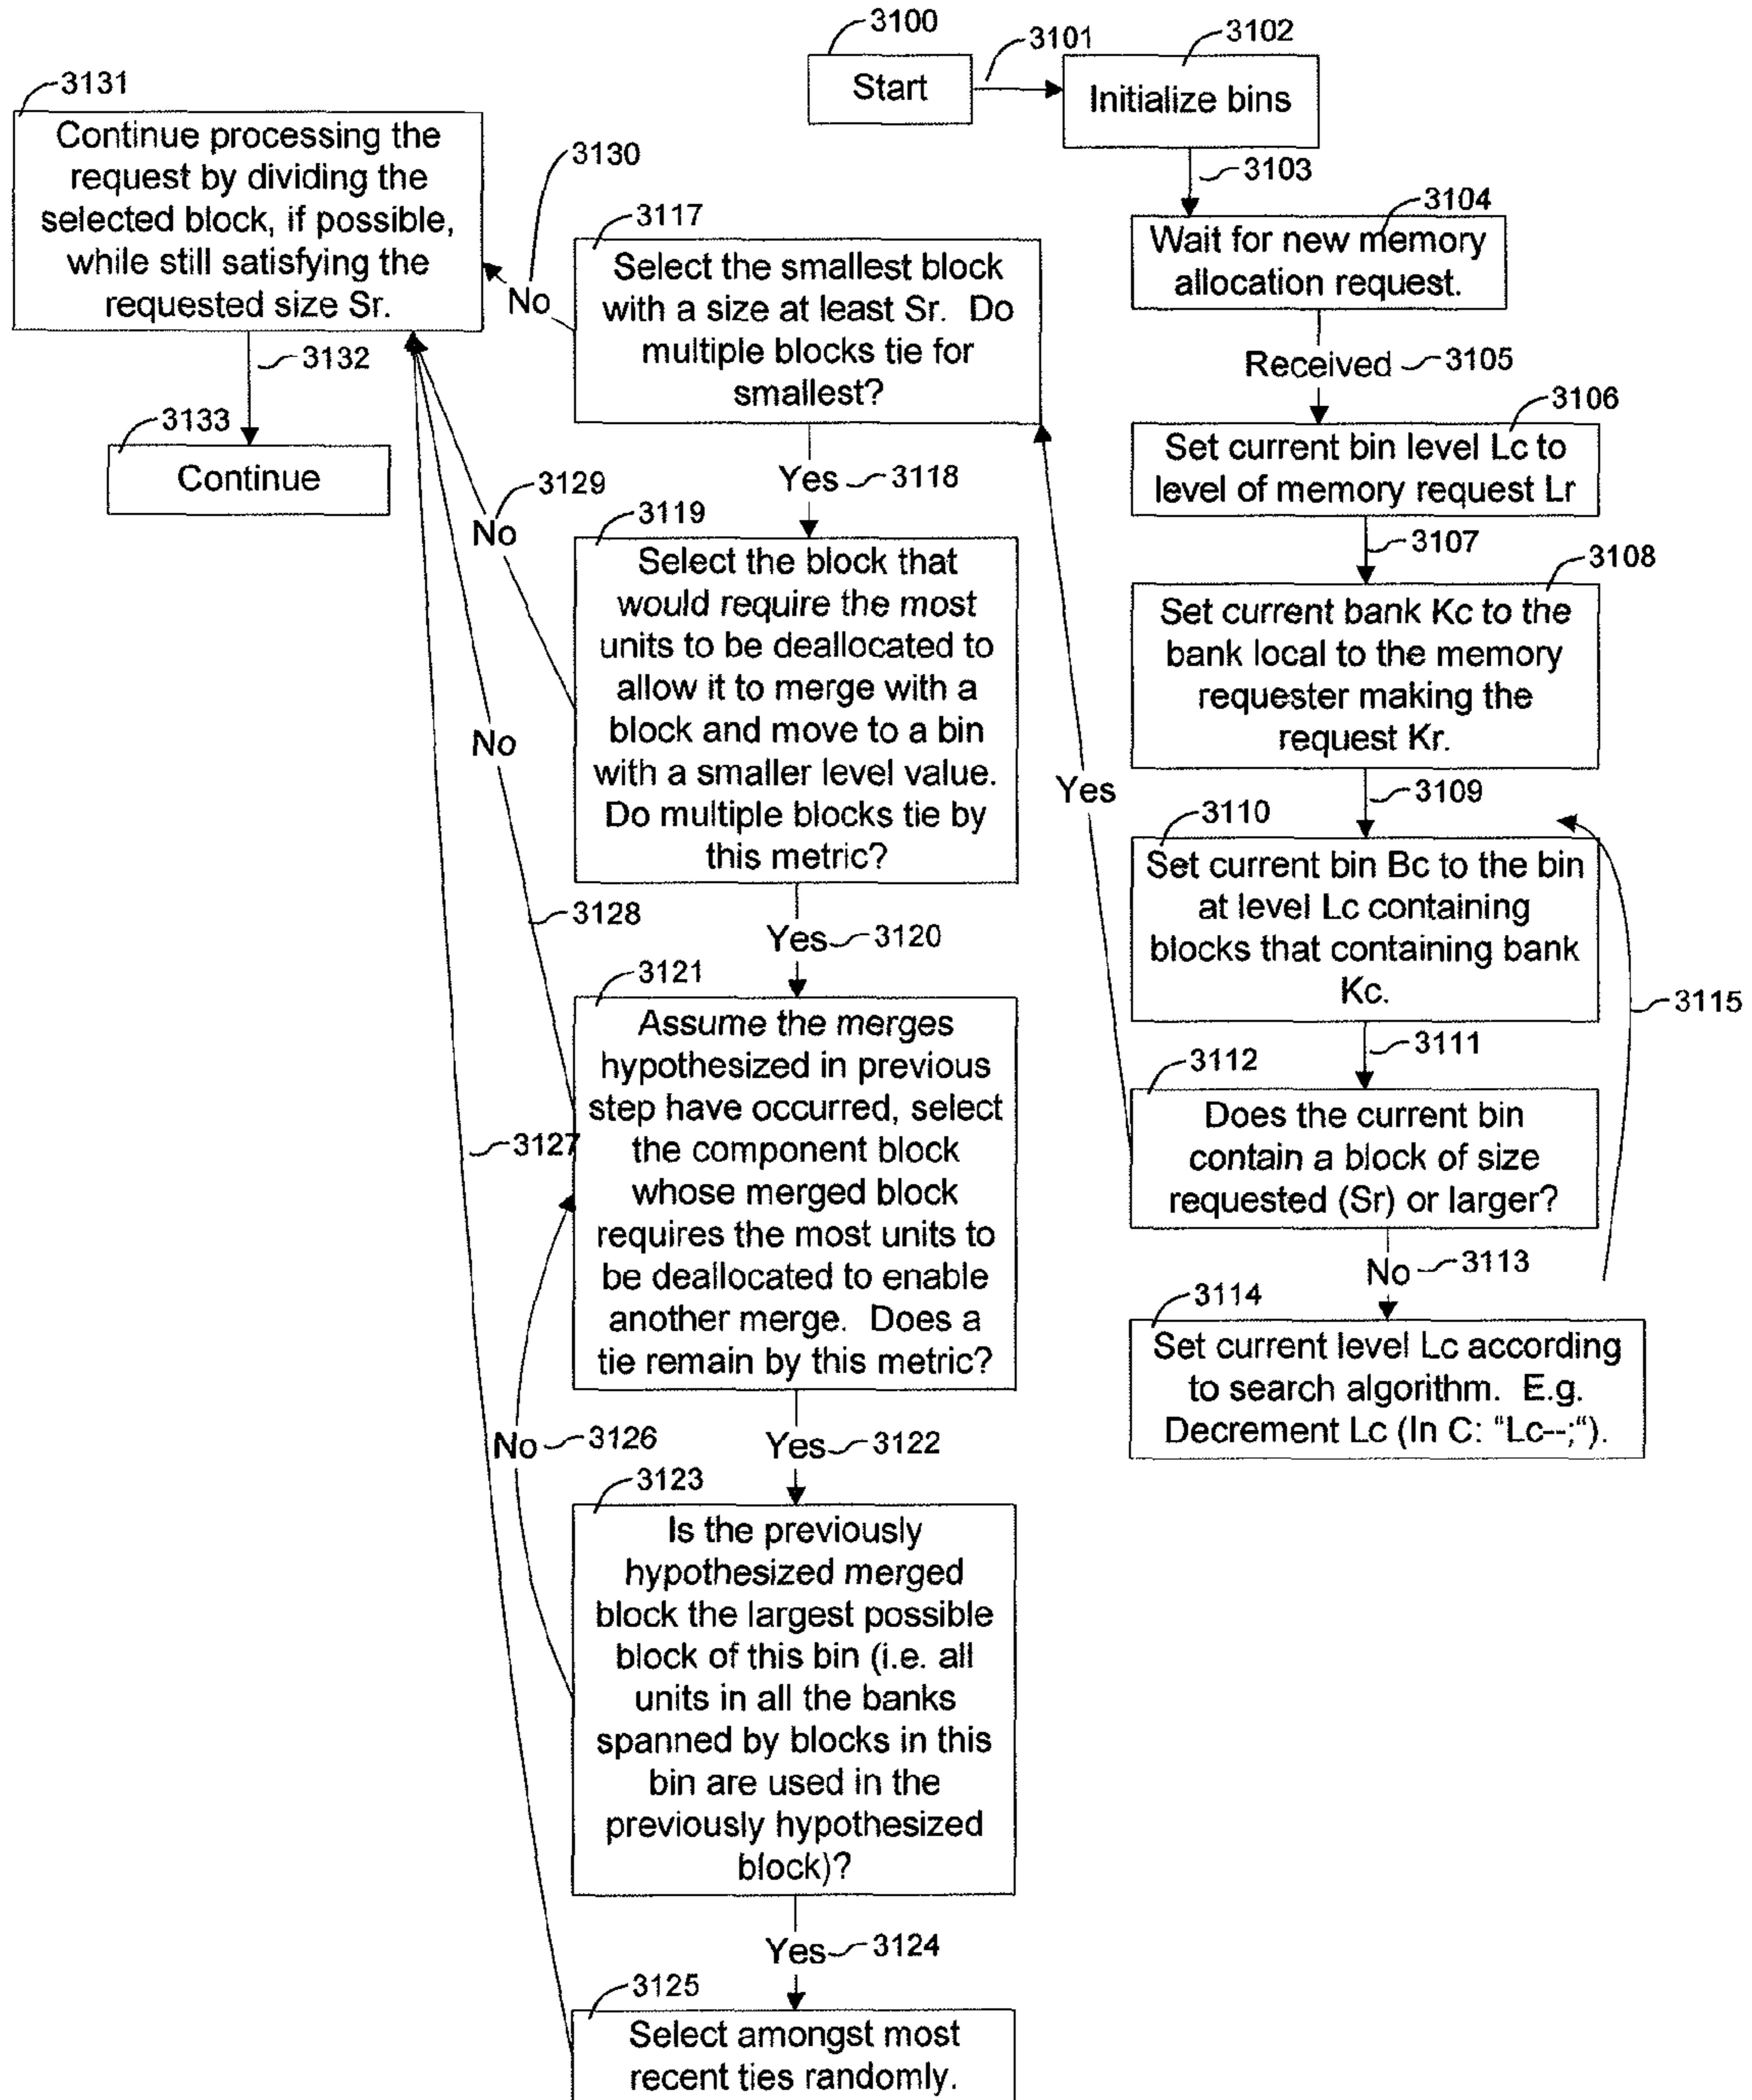 3100
Start
3101
3102
Initialize bins
3103
3104
Wait for new memory
allocation request.
Received
3105
3106
Set current bin level Lc to
level of memory request Lr
3107
3108
Set current bank Kc to the
bank local to the memory
requester making the
request Kr.
3109
3110
Set current bin Bc to the bin
at level Lc containing
blocks that containing bank
Kc.
3111
3112
Does the current bin
contain a block of size
requested (Sr) or larger?
No
3113
3114
Set current level Lc according
to search algorithm.  E.g.
Decrement Lc (In C: “Lc--;“).
3115
Yes
3117
Select the smallest block
with a size at least Sr.  Do
multiple blocks tie for
smallest?
Yes
3118
3119
Select the block that
would require the most
units to be deallocated to
allow it to merge with a
block and move to a bin
with a smaller level value.
Do multiple blocks tie by
this metric?
Yes
3120
3121
Assume the merges
hypothesized in previous
step have occurred, select
the component block
whose merged block
requires the most units to
be deallocated to enable
another merge.  Does a
tie remain by this metric?
Yes
3122
3123
Is the previously
hypothesized merged
block the largest possible
block of this bin (i.e. all
units in all the banks
spanned by blocks in this
bin are used in the
previously hypothesized
block)?
Yes
3124
3125
Select amongst most
recent ties randomly.
No
3126
3127
No
3128
No
3129
No
3130
3131
Continue processing the
request by dividing the
selected block, if possible,
while still satisfying the
requested size Sr.
3132
3133
Continue